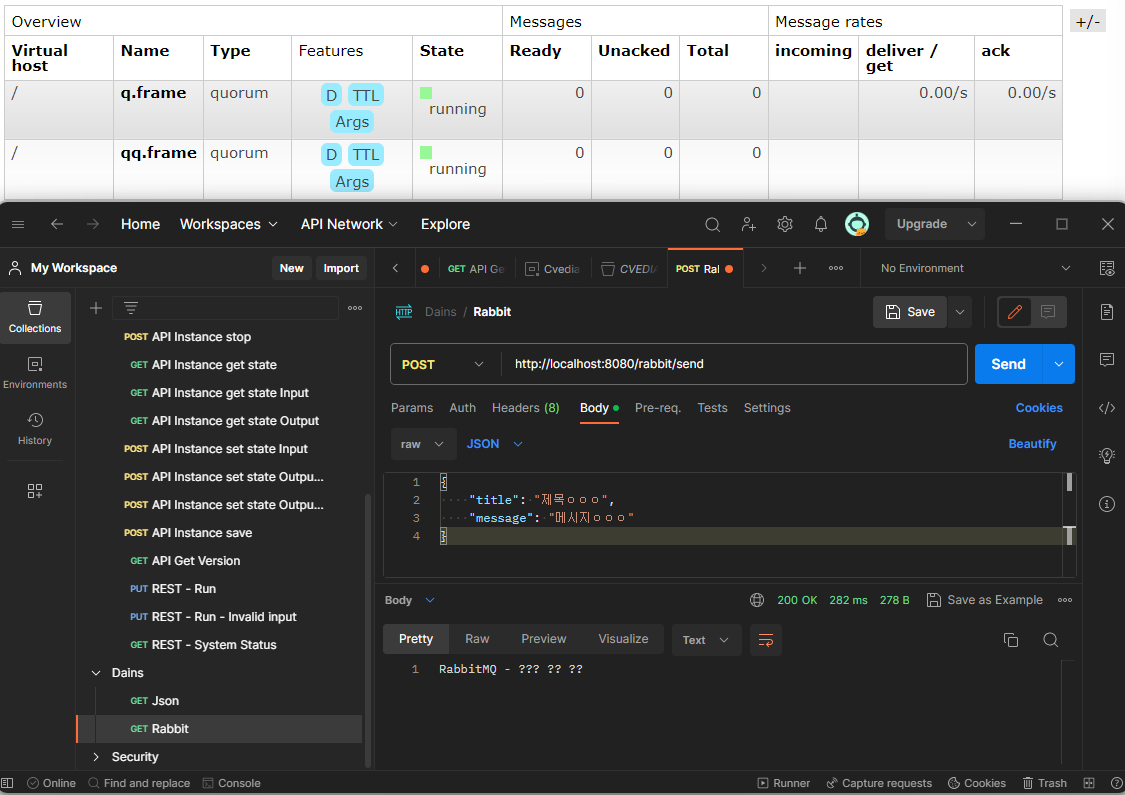 Overview Messages Message rates +/-
Virtual host Name Type Features State Ready Unacked Total incoming deliver / get ack
/ q.frame quorum D TTL Args running 0 0 0 0.00/s 0.00/s
/ qq.frame quorum D TTL Args running 0 0 0
Home Workspaces API Network Explore Upgrade
My Workspace New Import GET API Ge Cvedia CVEDIA POST Ral No Environment
Collections
Environments
History
POST API Instance stop
GET API Instance get state
GET API Instance get state Input
GET API Instance get state Output
POST API Instance set state Input
POST API Instance set state Outpu...
POST API Instance set state Outpu...
POST API Instance save
GET API Get Version
PUT REST - Run
PUT REST - Run - Invalid input
GET REST - System Status
Dains
GET Json
GET Rabbit
Security
HTTP Dains / Rabbit Save
POST http://localhost:8080/rabbit/send Send
Params Auth Headers (8) Body Pre-req. Tests Settings Cookies
raw JSON Beautify
1 {
2 "title": "제목ㅇㅇㅇ",
3 "message": "메시지ㅇㅇㅇ"
4 }
Body 200 OK 282 ms 278 B Save as Example
Pretty Raw Preview Visualize Text
1 RabbitMQ - ??? ?? ??
Online Find and replace Console Runner Capture requests Cookies Trash